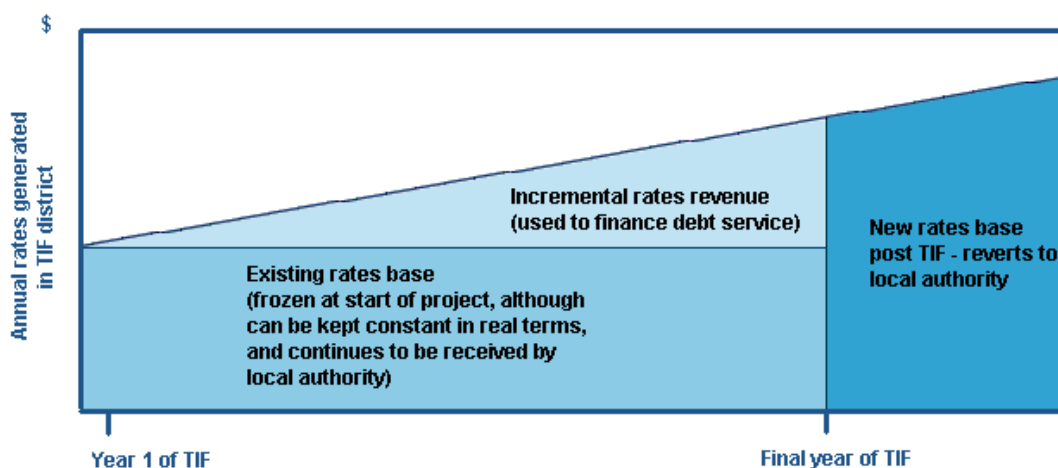 $
Annual rates generated
in TIF district
Incremental rates revenue
(used to finance debt service)
Existing rates base
(frozen at start of project, although
can be kept constant in real terms,
and continues to be received by
local authority)
New rates base
post TIF - reverts to
local authority
Year 1 of TIF
Final year of TIF